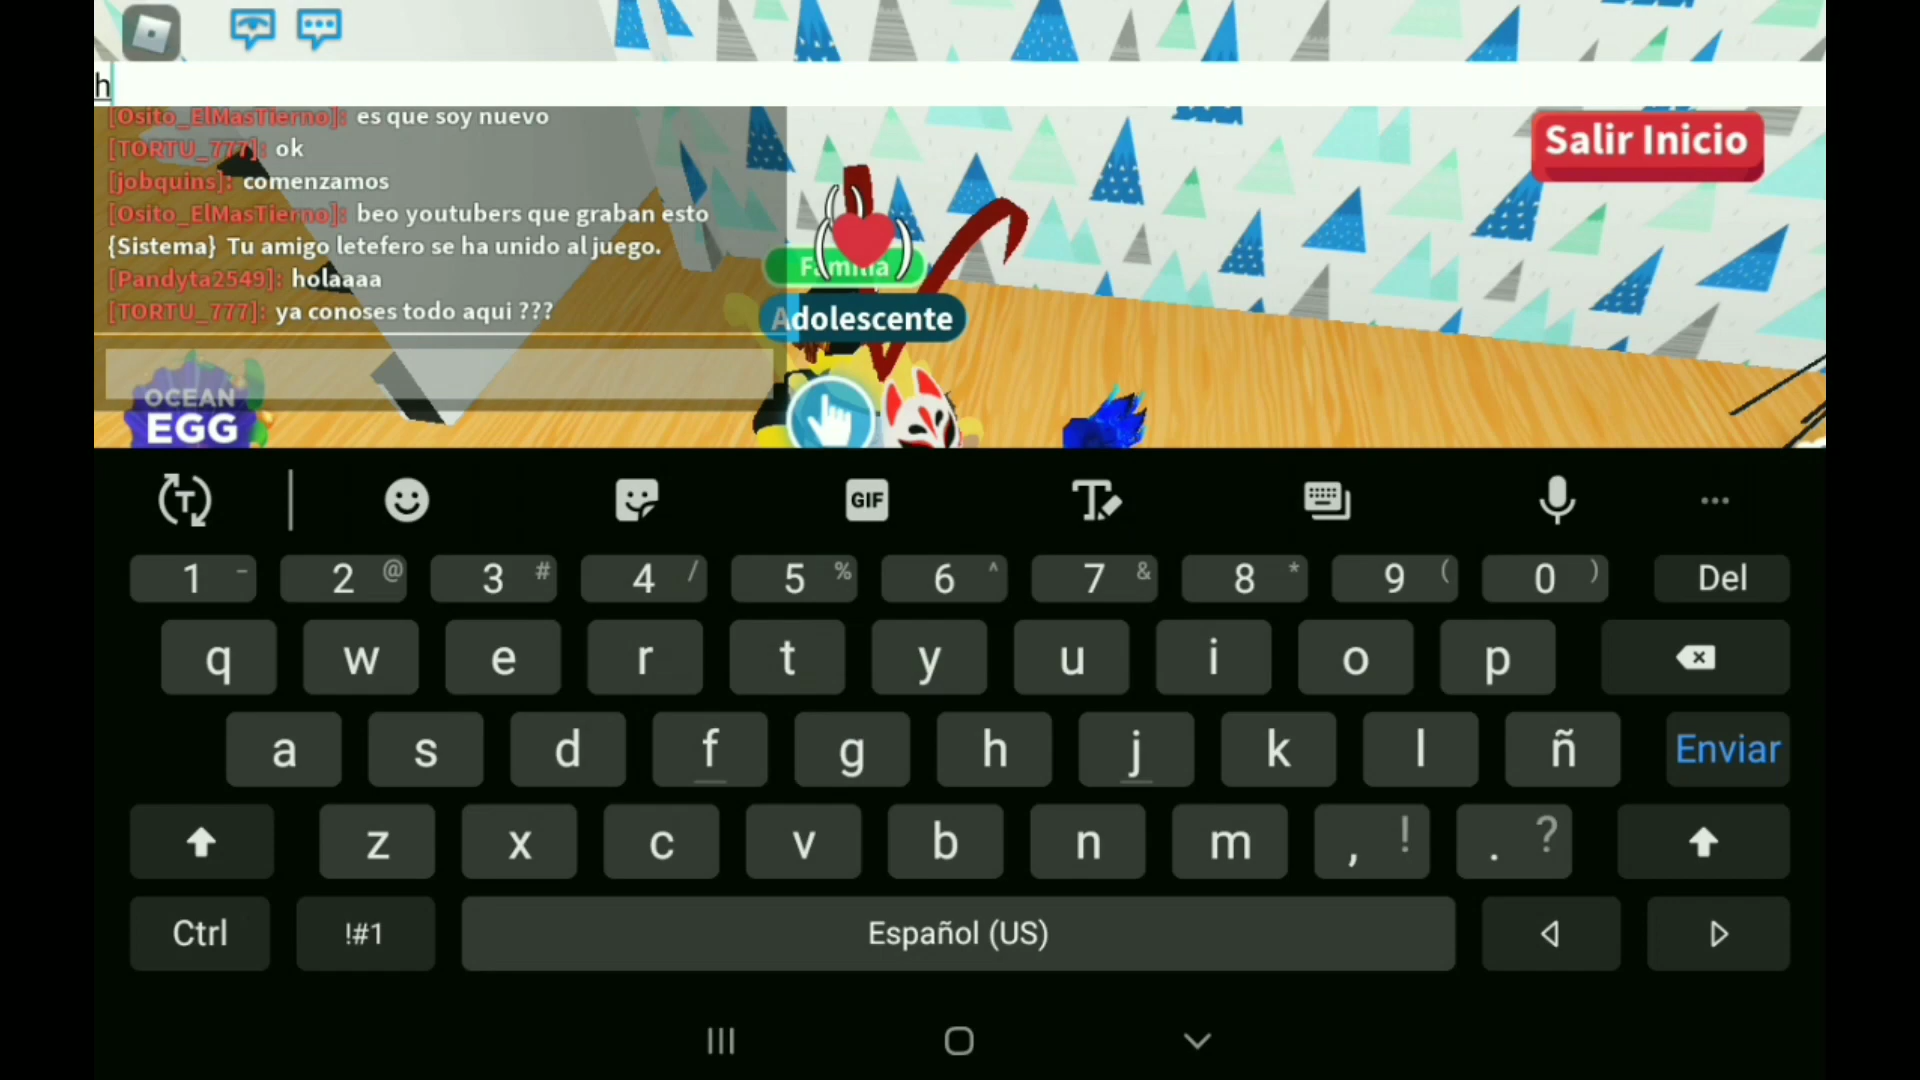 h
[Osito_ElMasTierno]: es que soy nuevo
[TORTU_777]: ok
[jobquins]: comenzamos
[Osito_ElMasTierno]: beo youtubers que graban esto
{Sistema} Tu amigo letefero se ha unido al juego.
[Pandyta2549]: holaaaa
[TORTU_777]: ya conoses todo aqui ???
Salir Inicio
Familia
Adolescente
OCEAN
EGG
T GIF T ...
1 - 2 @ 3 # 4 / 5 % 6 ^ 7 & 8 * 9 ( 0 ) Del
q w e r t y u i o p
a s d f g h j k l ñ Enviar
z x c v b n m , ! . ?
Ctrl !#1 Español (US)